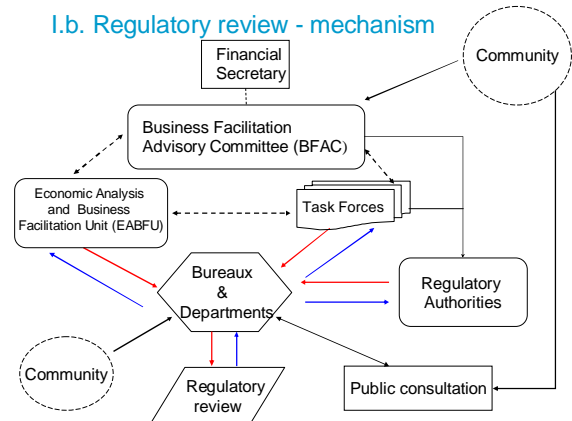 I.b. Regulatory review - mechanism
Financial
Secretary
Community
Business Facilitation
Advisory Committee (BFAC)
Economic Analysis
and Business
Facilitation Unit (EABFU)
Task Forces
Bureaux
&
Departments
Regulatory
Authorities
Community
Regulatory
review
Public consultation